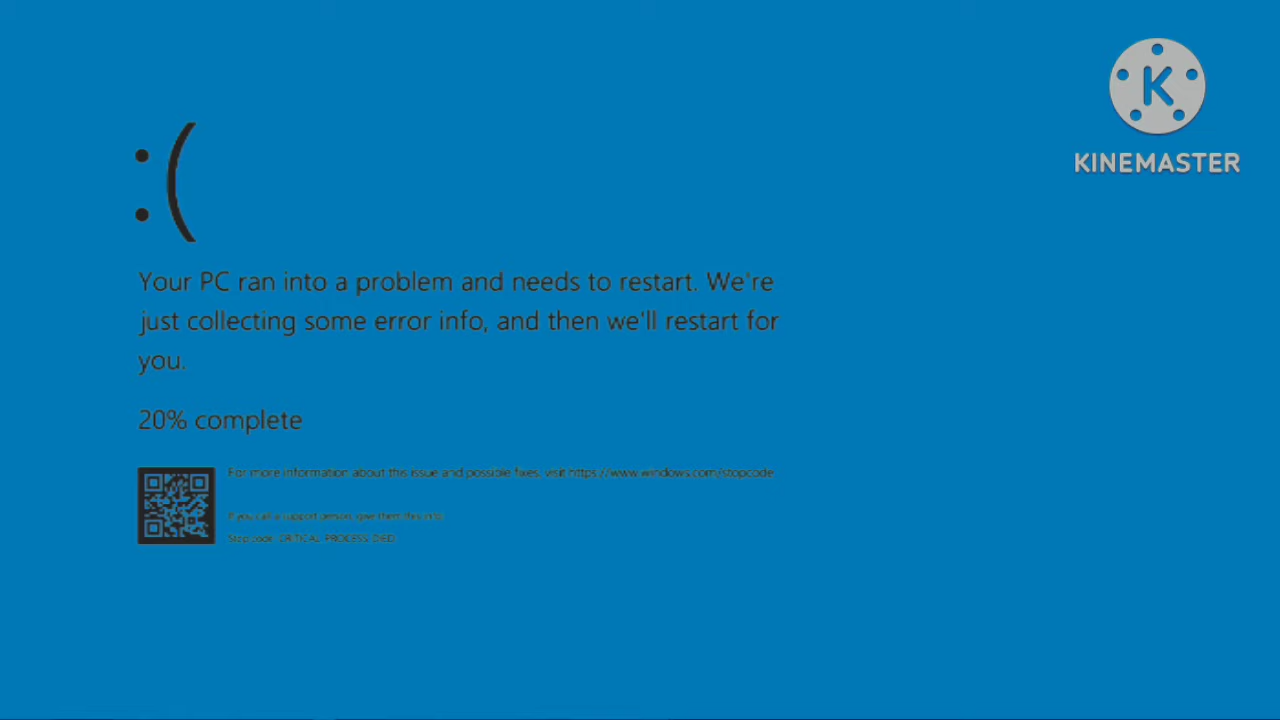 K
KINEMASTER
:(
Your PC ran into a problem and needs to restart. We're
just collecting some error info, and then we'll restart for
you.
20% complete
For more information about this issue and possible fixes, visit https://www.windows.com/stopcode
If you call a support person, give them this info:
Stop code: CRITICAL PROCESS DIED